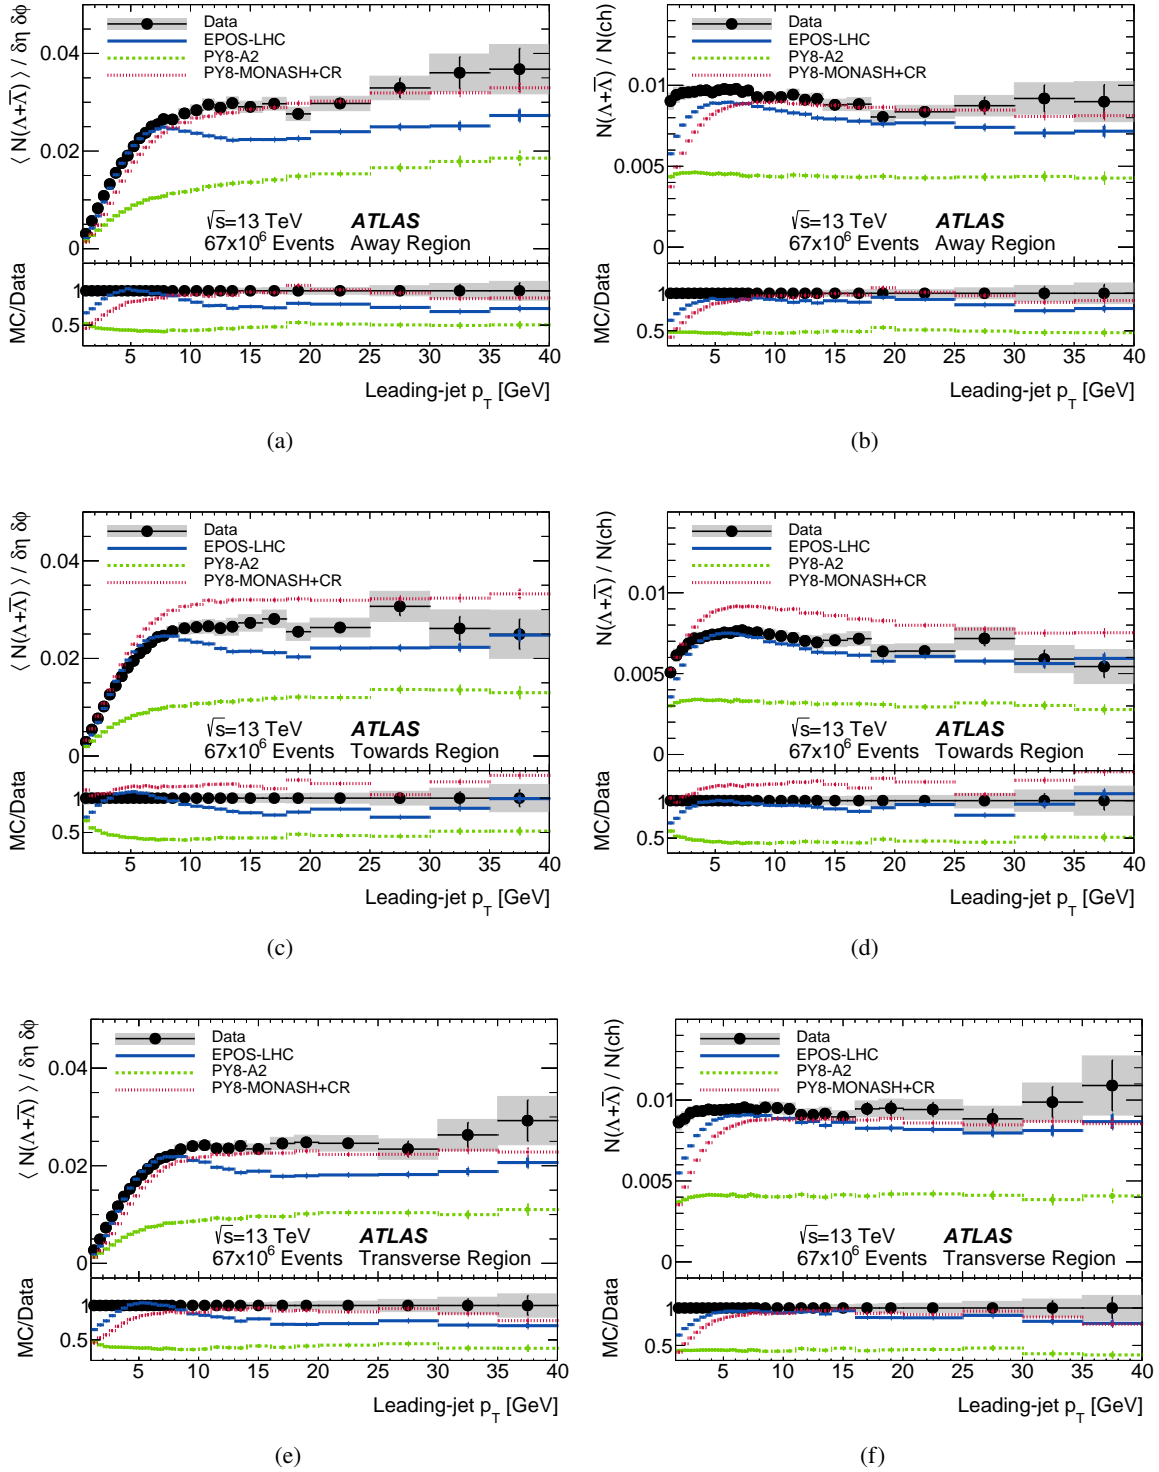 ⟨ N(Λ+Λ̅) ⟩ / δη δφ
0.04
0.02
0
Data
EPOS-LHC
PY8-A2
PY8-MONASH+CR
√s=13 TeV ATLAS
67x10⁶ Events Away Region
MC/Data
1
0.5
5 10 15 20 25 30 35 40
Leading-jet p_T [GeV]
(a)
N(Λ+Λ̅) / N(ch)
0.01
0.005
0
Data
EPOS-LHC
PY8-A2
PY8-MONASH+CR
√s=13 TeV ATLAS
67x10⁶ Events Away Region
MC/Data
1
0.5
5 10 15 20 25 30 35 40
Leading-jet p_T [GeV]
(b)
⟨ N(Λ+Λ̅) ⟩ / δη δφ
0.04
0.02
0
Data
EPOS-LHC
PY8-A2
PY8-MONASH+CR
√s=13 TeV ATLAS
67x10⁶ Events Towards Region
MC/Data
1
0.5
5 10 15 20 25 30 35 40
Leading-jet p_T [GeV]
(c)
N(Λ+Λ̅) / N(ch)
0.01
0.005
0
Data
EPOS-LHC
PY8-A2
PY8-MONASH+CR
√s=13 TeV ATLAS
67x10⁶ Events Towards Region
MC/Data
1
0.5
5 10 15 20 25 30 35 40
Leading-jet p_T [GeV]
(d)
⟨ N(Λ+Λ̅) ⟩ / δη δφ
0.04
0.02
0
Data
EPOS-LHC
PY8-A2
PY8-MONASH+CR
√s=13 TeV ATLAS
67x10⁶ Events Transverse Region
MC/Data
1
0.5
5 10 15 20 25 30 35 40
Leading-jet p_T [GeV]
(e)
N(Λ+Λ̅) / N(ch)
0.01
0.005
0
Data
EPOS-LHC
PY8-A2
PY8-MONASH+CR
√s=13 TeV ATLAS
67x10⁶ Events Transverse Region
MC/Data
1
0.5
5 10 15 20 25 30 35 40
Leading-jet p_T [GeV]
(f)